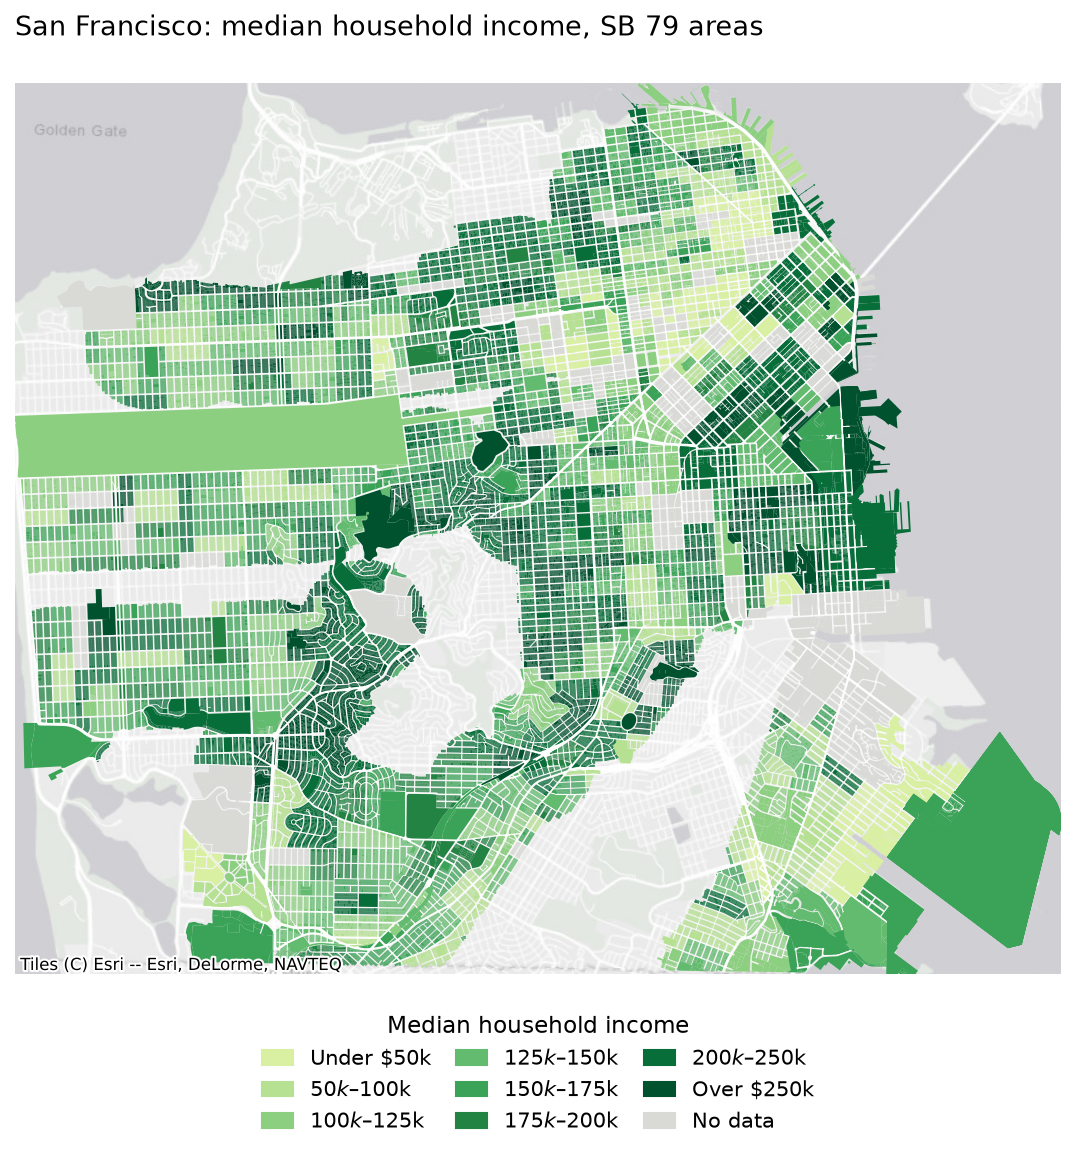 San Francisco: median household income, SB 79 areas
Golden Gate
Tiles (C) Esri -- Esri, DeLorme, NAVTEQ
Median household income
Under $50k
50k–100k
100k–125k
125k–150k
150k–175k
175k–200k
200k–250k
Over $250k
No data